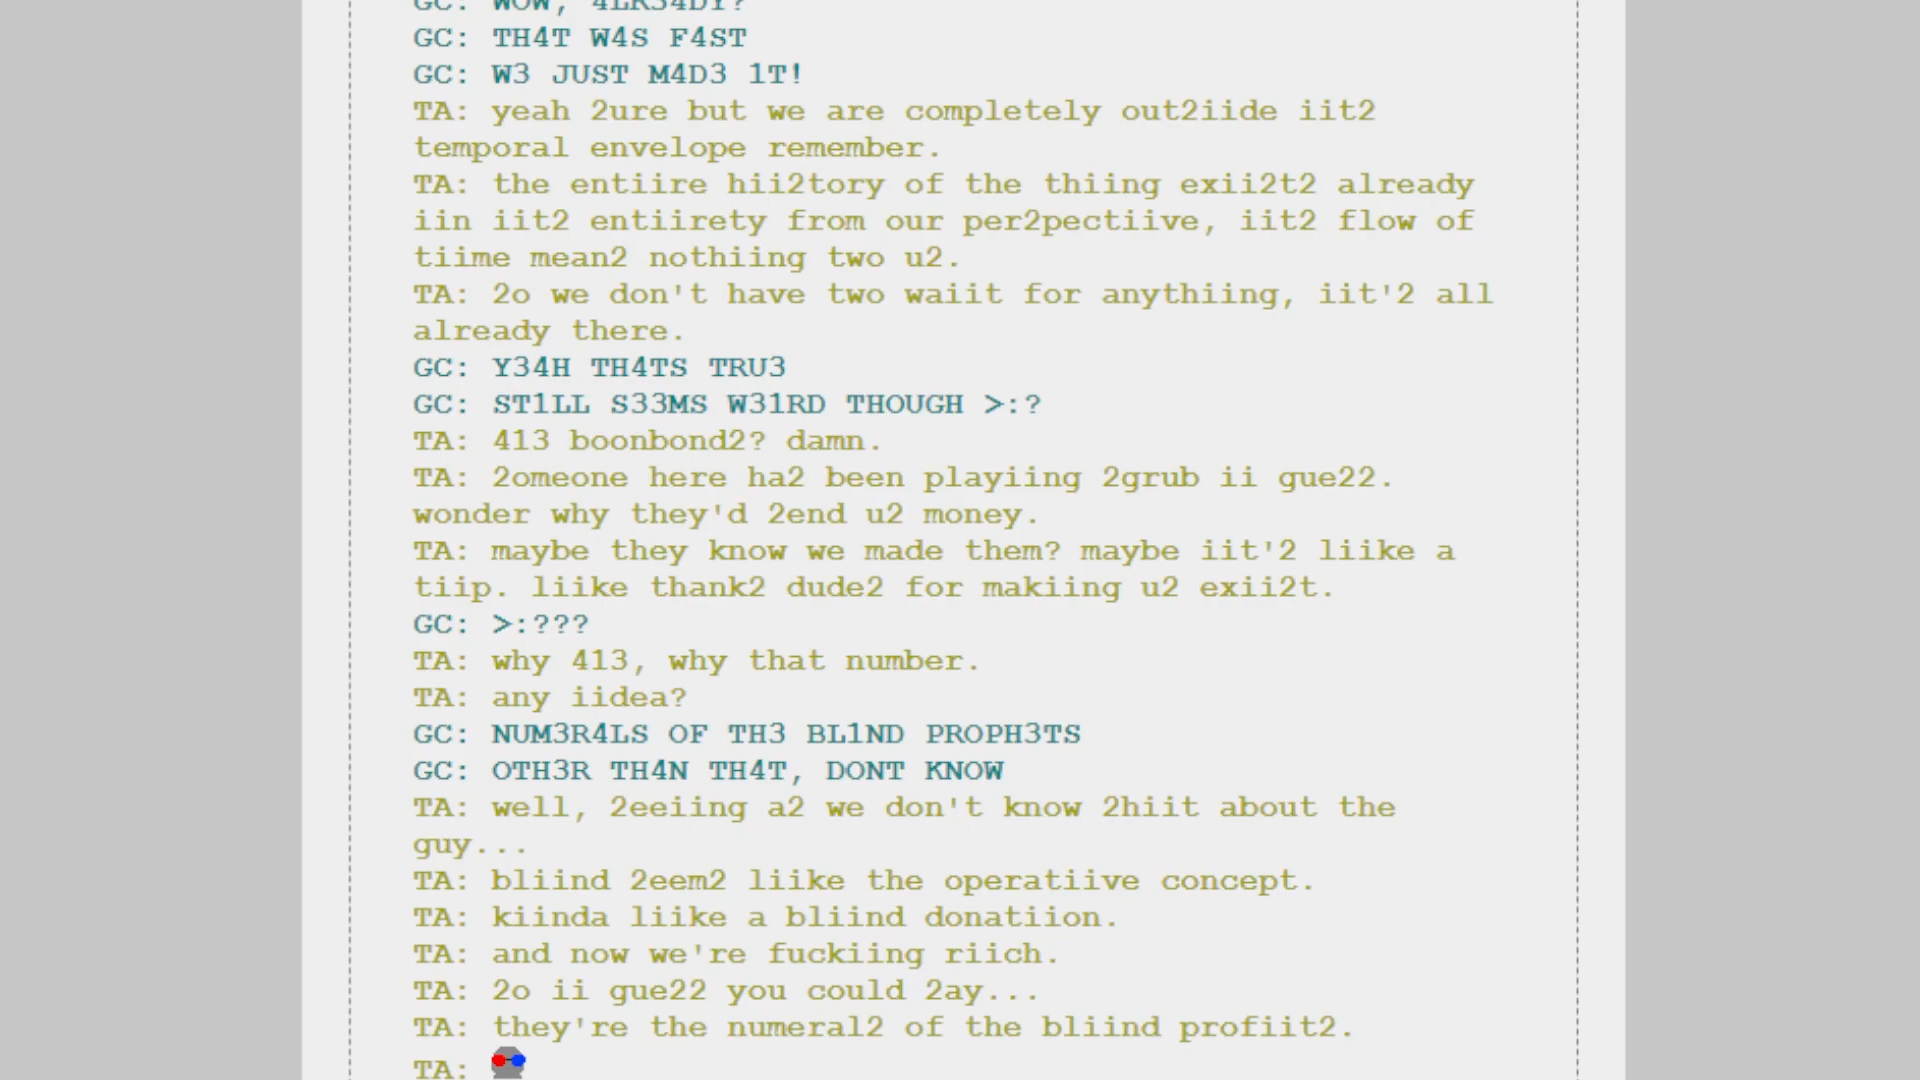 GC: WOW, 4LR34DY?
GC: TH4T W4S F4ST
GC: W3 JUST M4D3 1T!
TA: yeah 2ure but we are completely out2iide iit2
temporal envelope remember.
TA: the entiire hii2tory of the thiing exii2t2 already
iin iit2 entiirety from our per2pectiive, iit2 flow of
tiime mean2 nothiing two u2.
TA: 2o we don't have two waiit for anythiing, iit'2 all
already there.
GC: Y34H TH4TS TRU3
GC: ST1LL S33MS W31RD THOUGH >:?
TA: 413 boonbond2? damn.
TA: 2omeone here ha2 been playiing 2grub ii gue22.
wonder why they'd 2end u2 money.
TA: maybe they know we made them? maybe iit'2 liike a
tiip. liike thank2 dude2 for makiing u2 exii2t.
GC: >:???
TA: why 413, why that number.
TA: any iidea?
GC: NUM3R4LS OF TH3 BL1ND PROPH3TS
GC: OTH3R TH4N TH4T, DONT KNOW
TA: well, 2eeiing a2 we don't know 2hiit about the
guy...
TA: bliind 2eem2 liike the operatiive concept.
TA: kiinda liike a bliind donatiion.
TA: and now we're fuckiing riich.
TA: 2o ii gue22 you could 2ay...
TA: they're the numeral2 of the bliind profiit2.
TA: